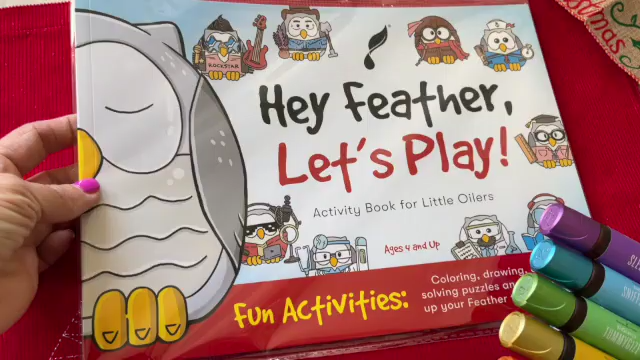 ROCKSTAR
Hey Feather,
Let's Play!
Activity Book for Little Oilers
Ages 4 and Up
Fun Activities:
Coloring, drawing,
solving puzzles an
up your Feather